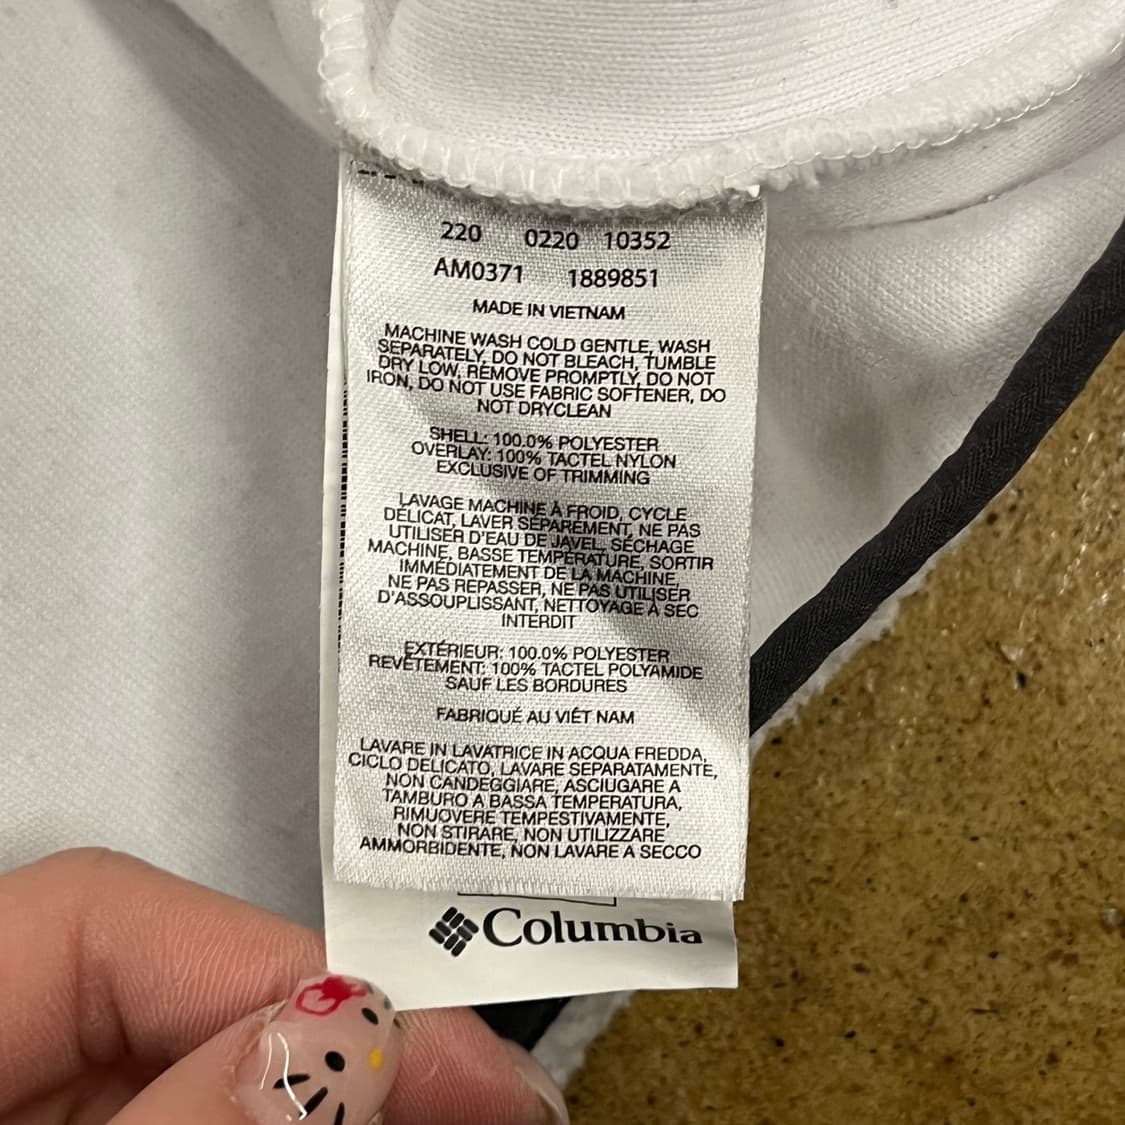 220 0220 10352
AM0371 1889851
MADE IN VIETNAM
MACHINE WASH COLD GENTLE, WASH
SEPARATELY, DO NOT BLEACH, TUMBLE
DRY LOW, REMOVE PROMPTLY, DO NOT
IRON, DO NOT USE FABRIC SOFTENER, DO
NOT DRYCLEAN
SHELL: 100.0% POLYESTER
OVERLAY: 100% TACTEL NYLON
EXCLUSIVE OF TRIMMING
LAVAGE MACHINE À FROID, CYCLE
DÉLICAT, LAVER SÉPARÉMENT, NE PAS
UTILISER D'EAU DE JAVEL, SÉCHAGE
MACHINE, BASSE TEMPÉRATURE, SORTIR
IMMÉDIATEMENT DE LA MACHINE,
NE PAS REPASSER, NE PAS UTILISER
D'ASSOUPLISSANT, NETTOYAGE À SEC
INTERDIT
EXTÉRIEUR: 100.0% POLYESTER
REVÊTEMENT: 100% TACTEL POLYAMIDE
SAUF LES BORDURES
FABRIQUÉ AU VIÊT NAM
LAVARE IN LAVATRICE IN ACQUA FREDDA,
CICLO DELICATO, LAVARE SEPARATAMENTE,
NON CANDEGGIARE, ASCIUGARE A
TAMBURO A BASSA TEMPERATURA,
RIMUOVERE TEMPESTIVAMENTE,
NON STIRARE, NON UTILIZZARE
AMMORBIDENTE, NON LAVARE A SECCO
Columbia